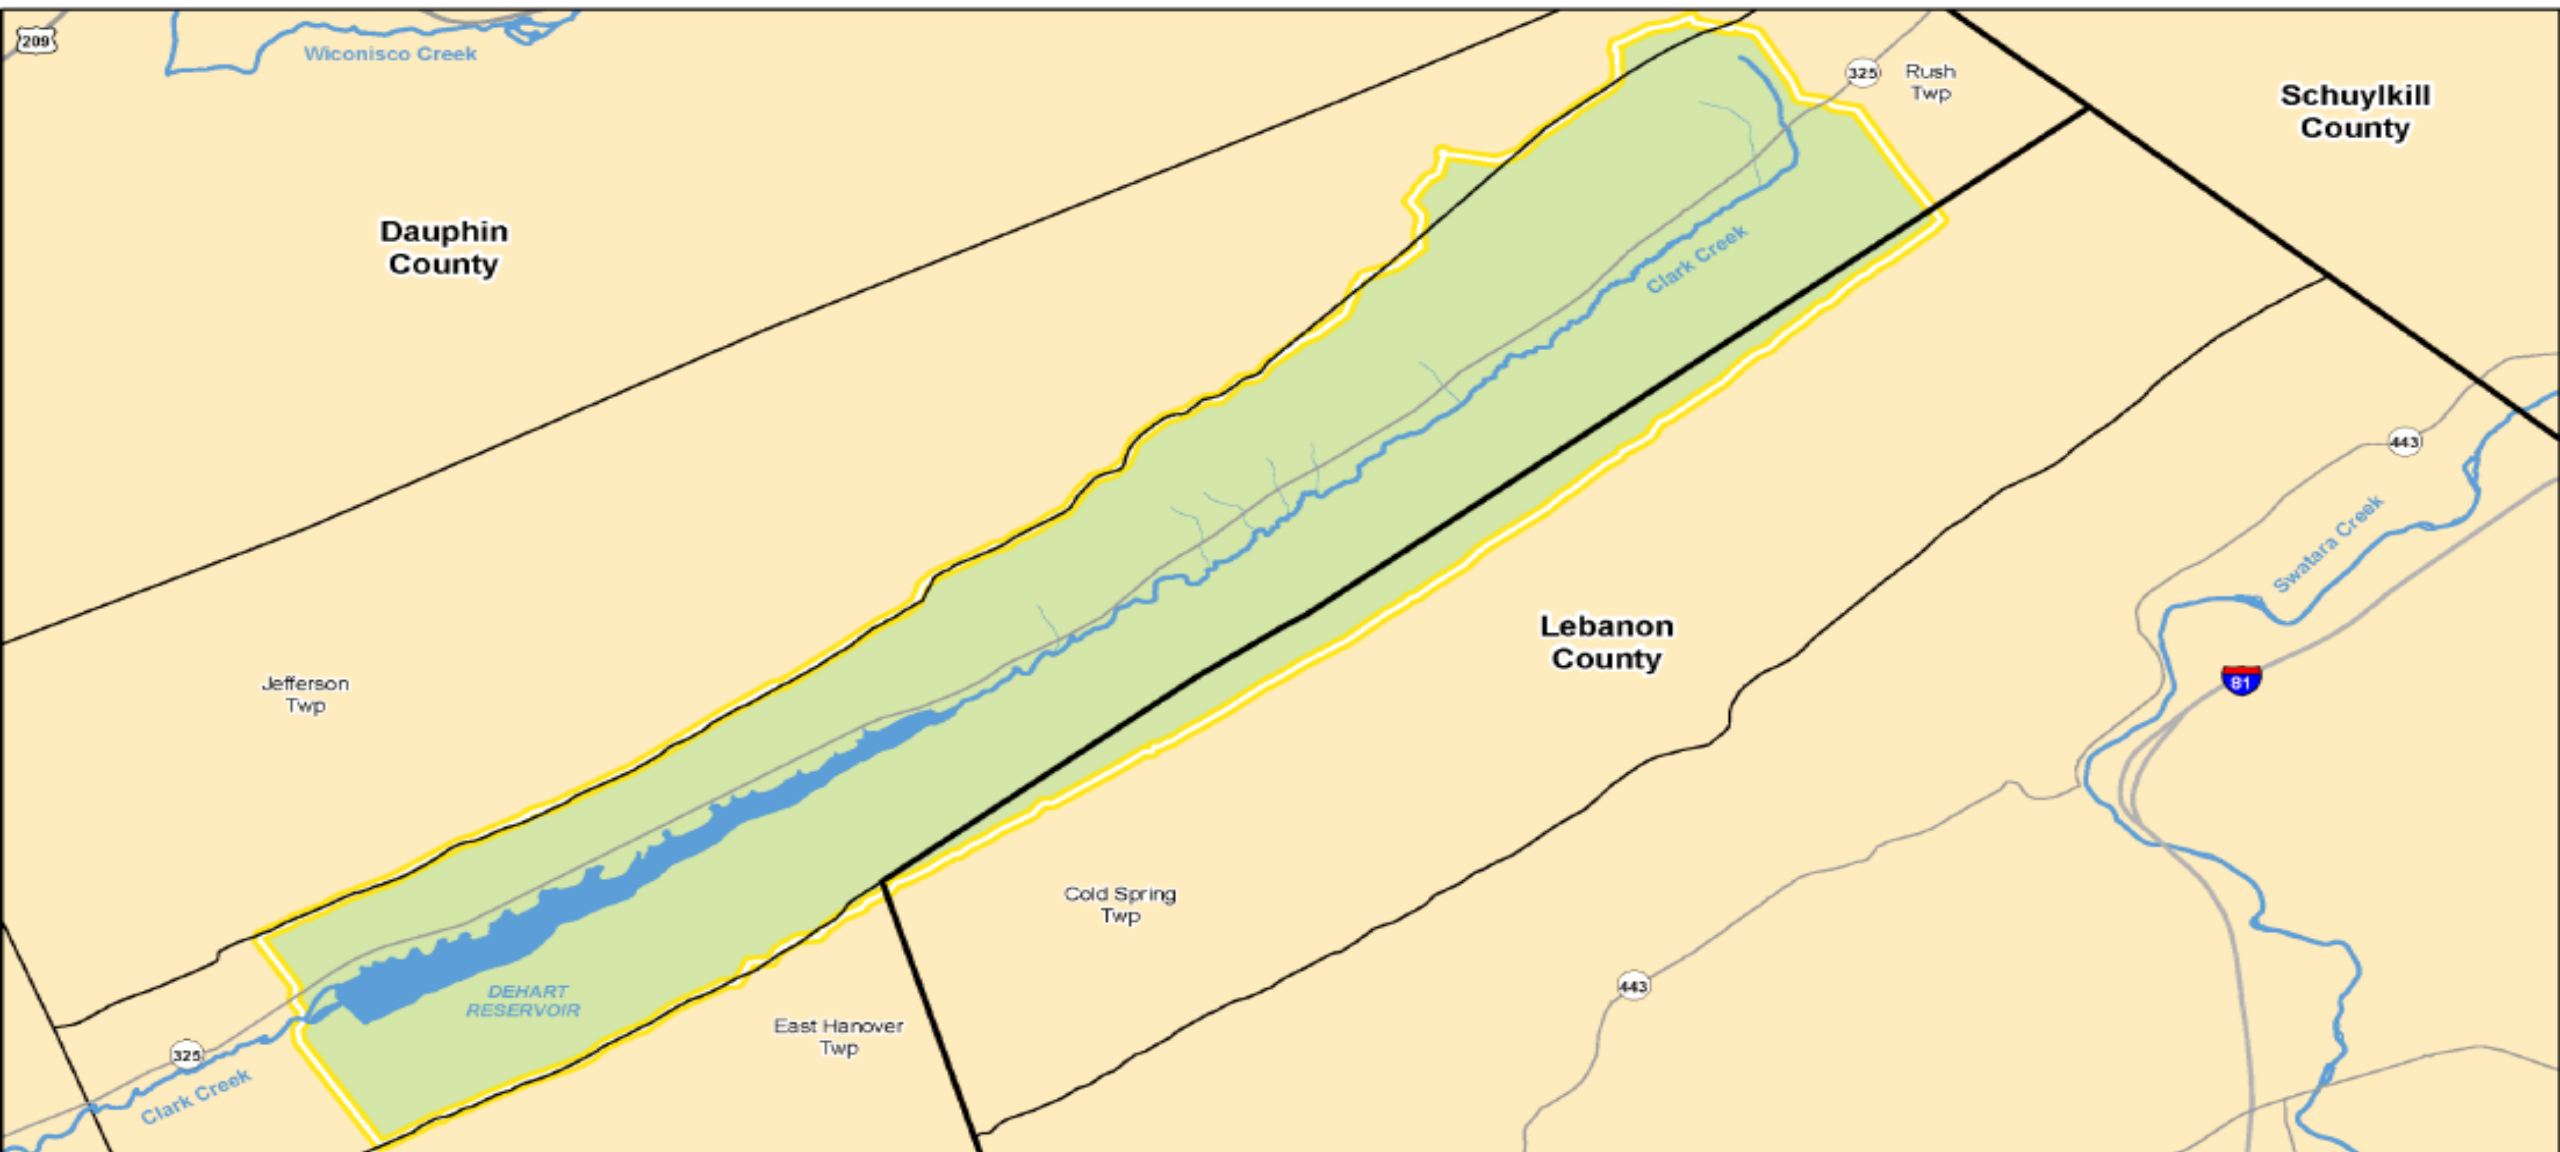 209
Wiconisco Creek
325
Rush
Twp
Schuylkill
County
Dauphin
County
Clark Creek
443
Swatara Creek
Lebanon
County
81
Jefferson
Twp
Cold Spring
Twp
443
DEHART
RESERVOIR
East Hanover
Twp
325
Clark Creek